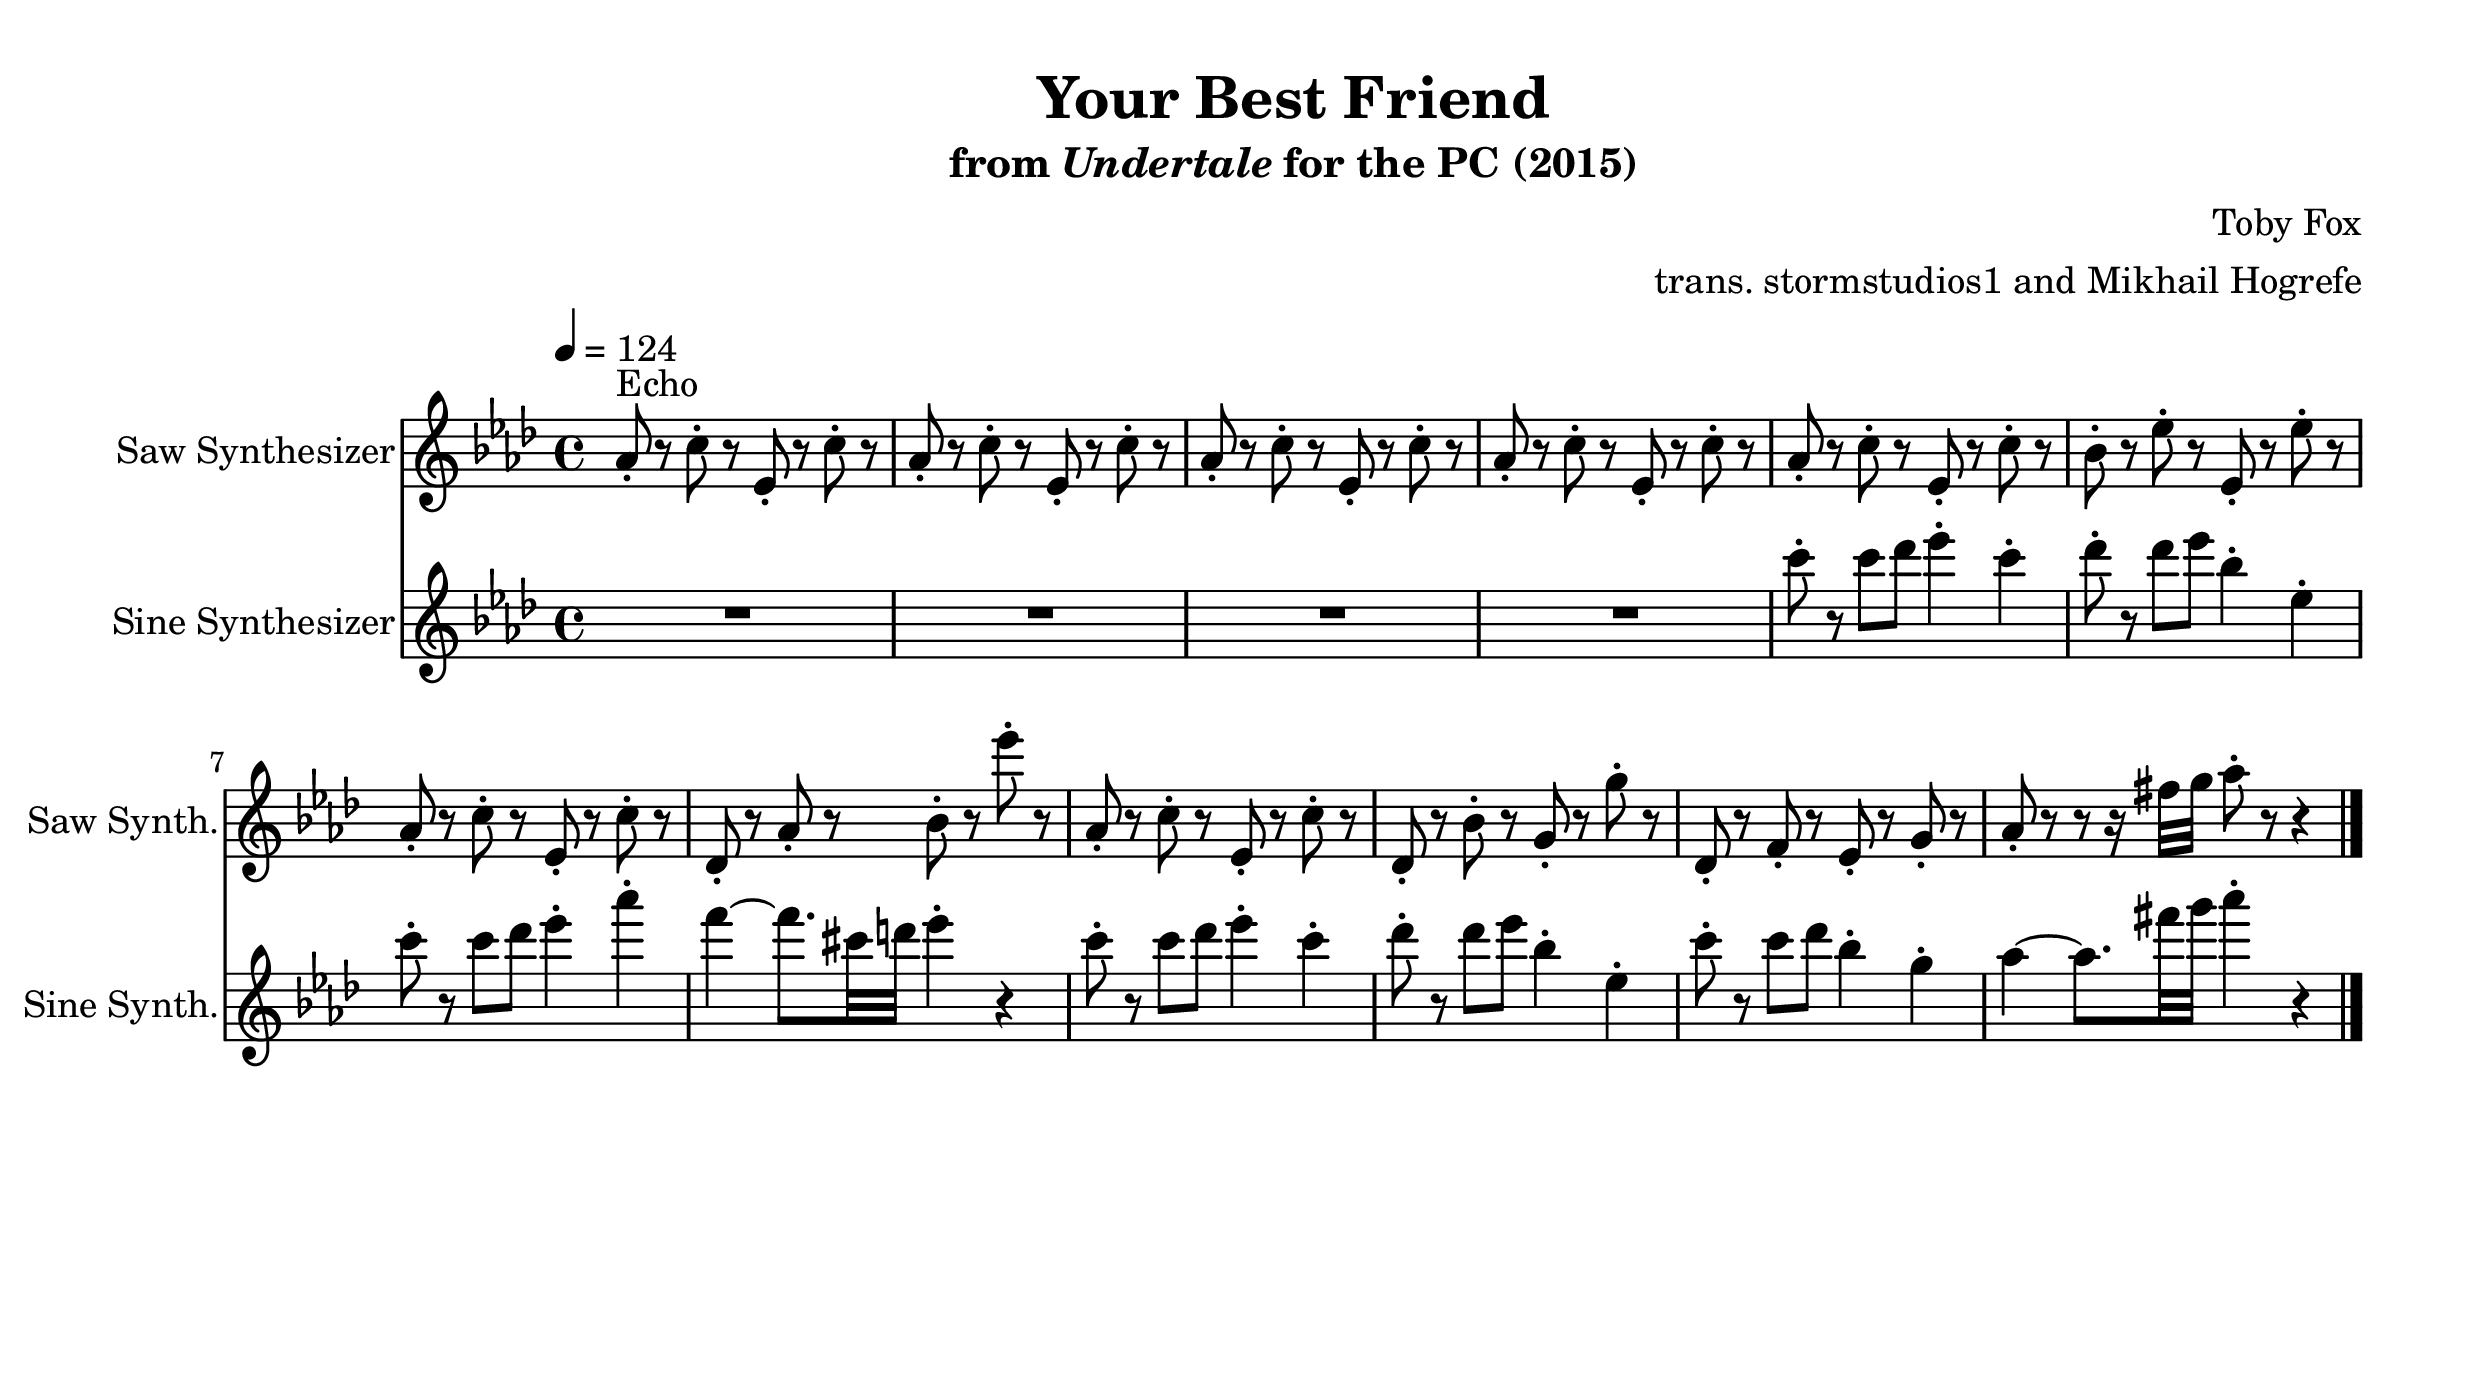 Your Best Friend
from Undertale for the PC (2015)
Toby Fox
trans. stormstudios1 and Mikhail Hogrefe
= 124
Echo
Saw Synthesizer
Sine Synthesizer
7
Saw Synth.
Sine Synth.